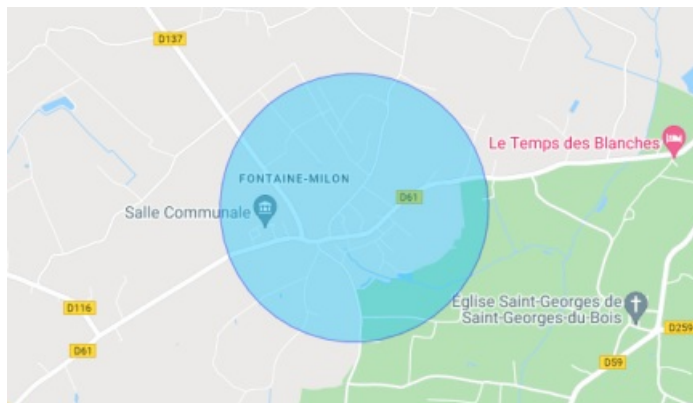 D137
Le Temps des Blanches
FONTAINE-MILON
D61
Salle Communale
Église Saint-Georges de
Saint-Georges-du-Bois
D116
D259
D61
D59